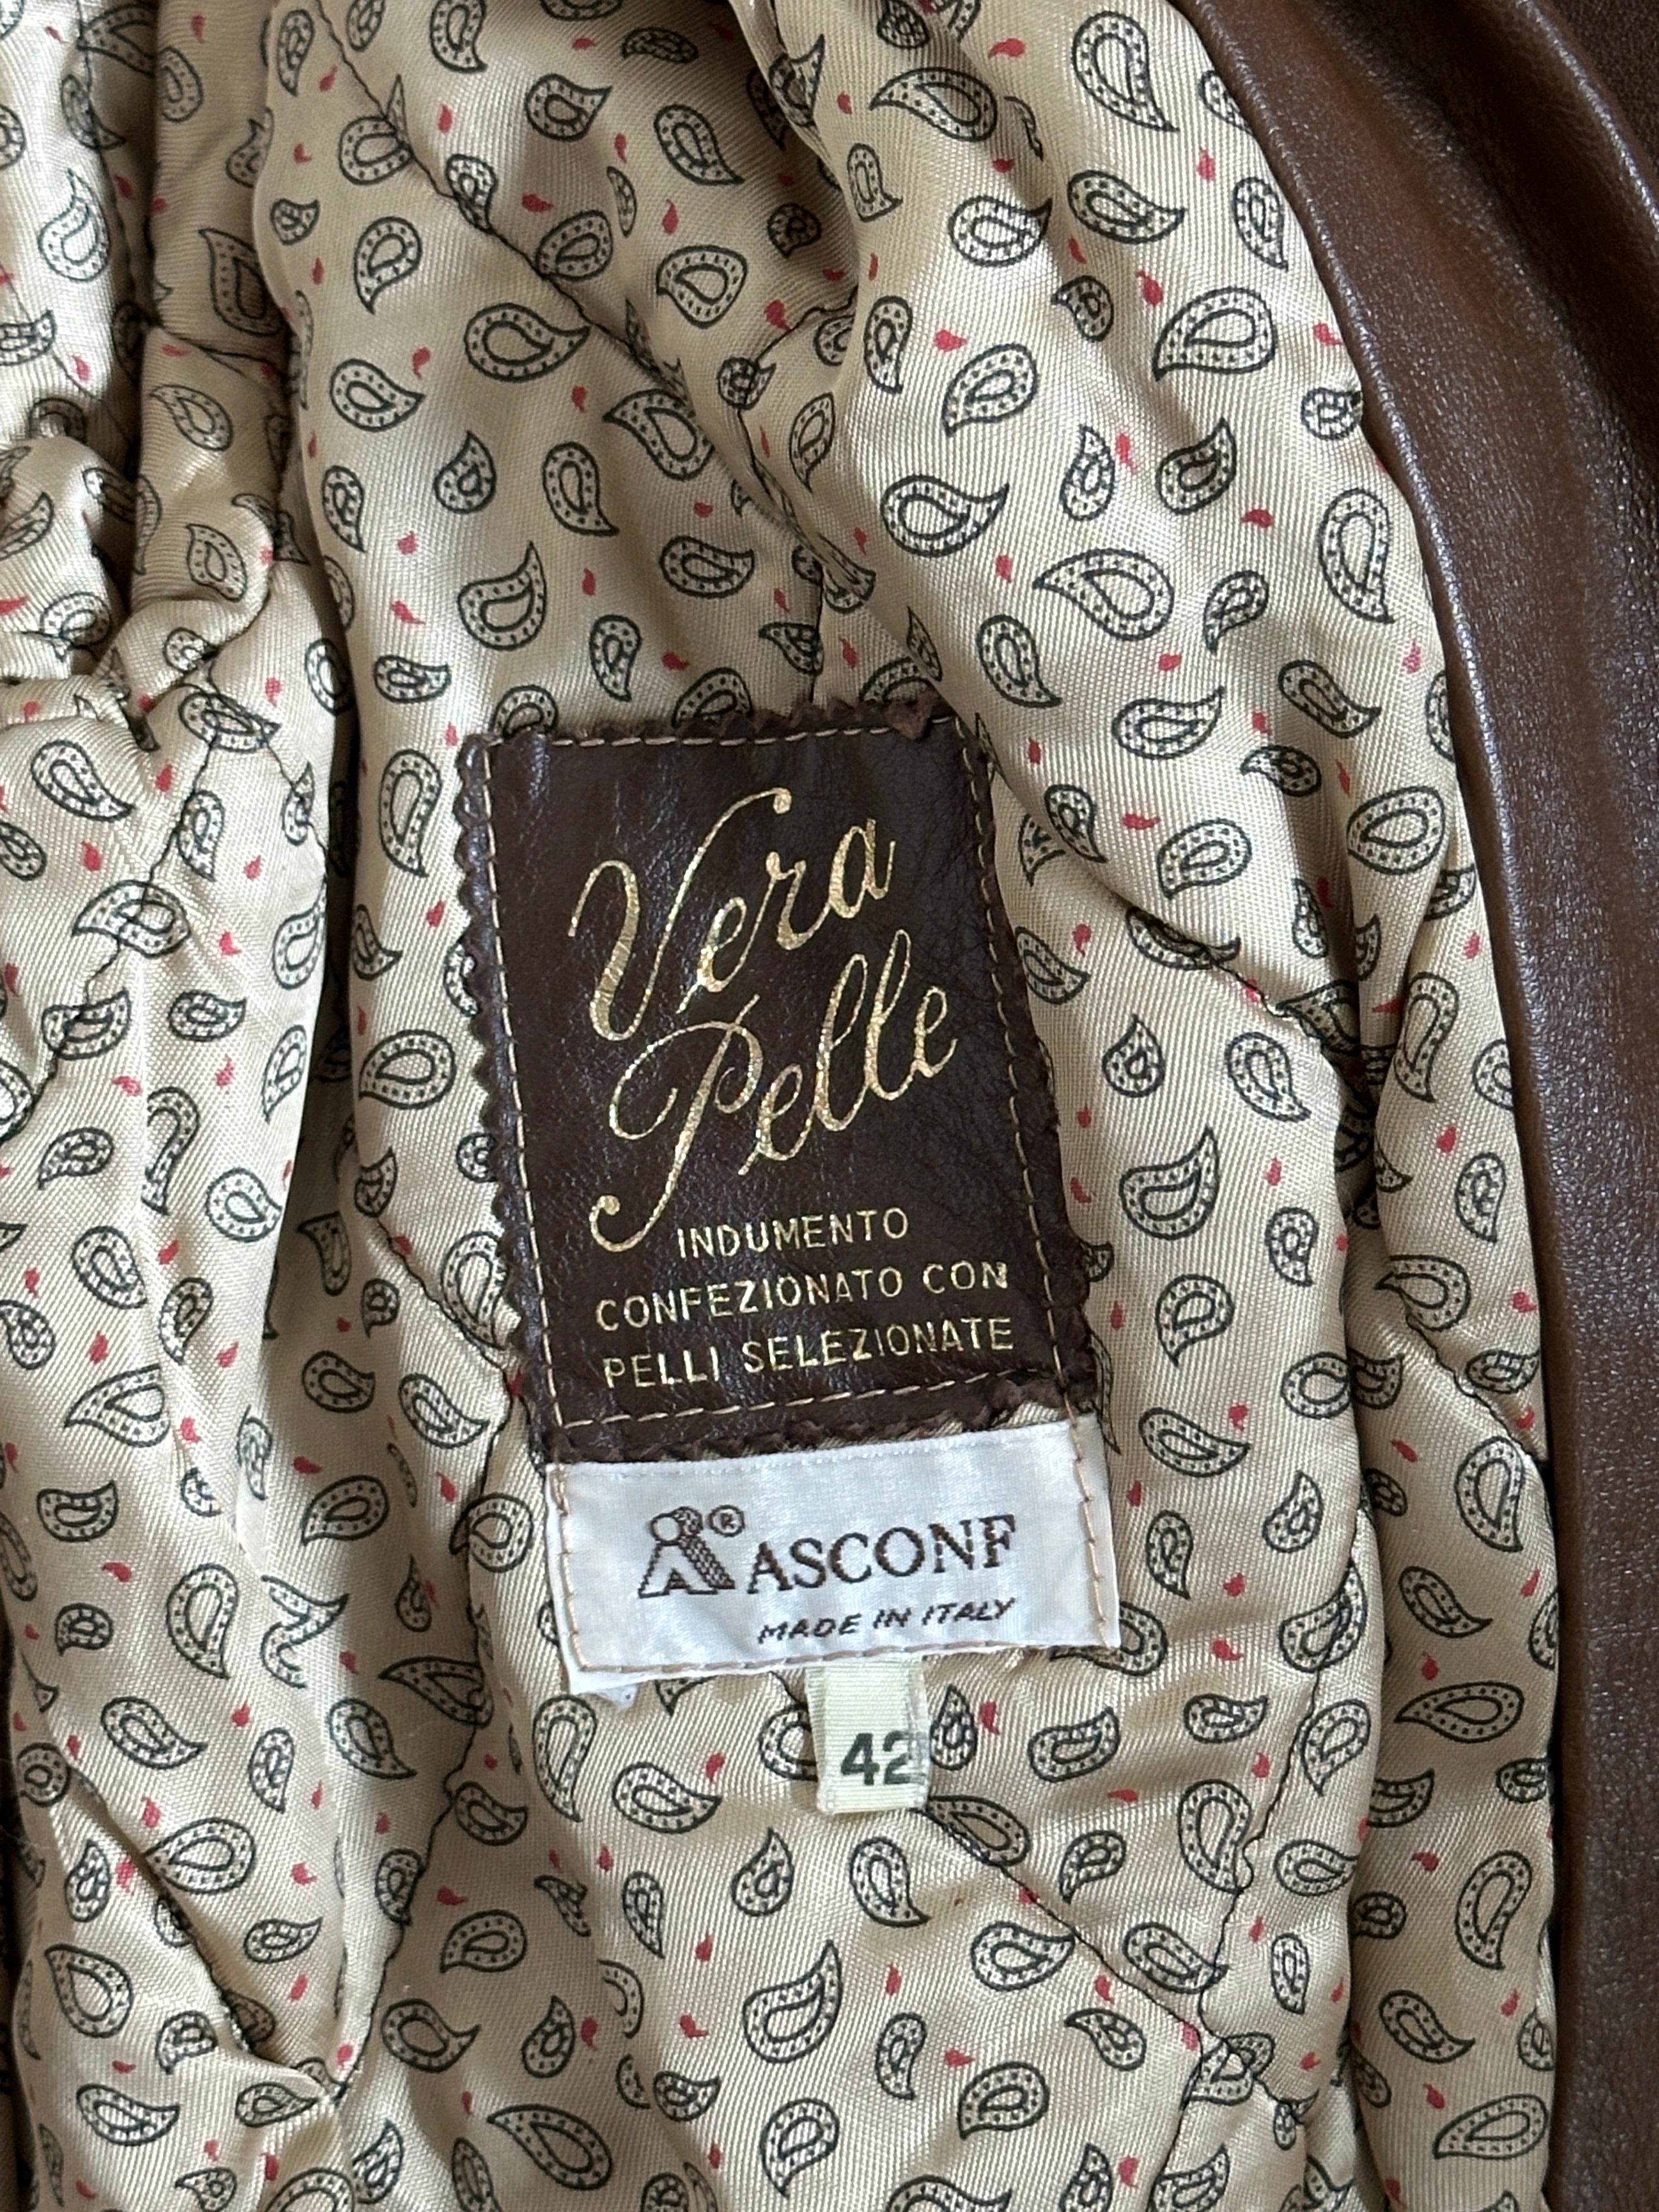 Vera
Pelle
INDUMENTO
CONFEZIONATO CON
PELLI SELEZIONATE
® ASCONF
MADE IN ITALY
42